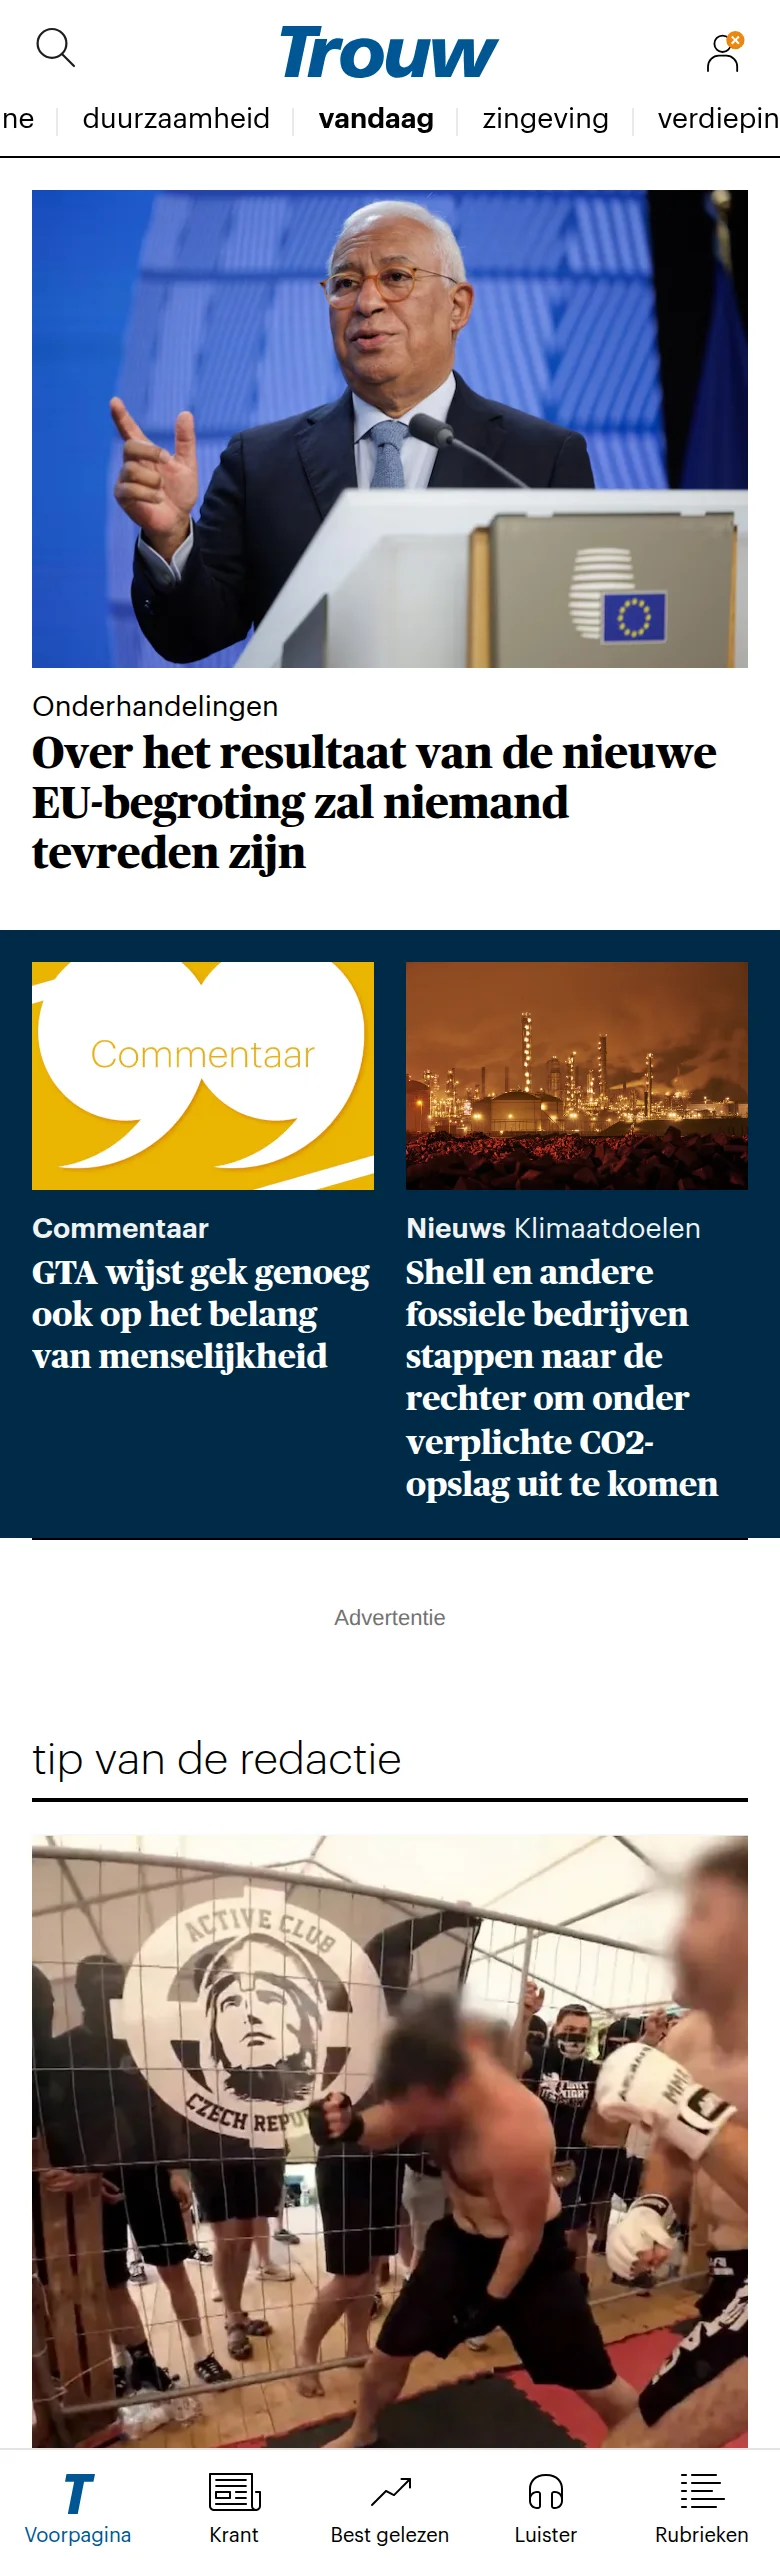 Trouw
duurzaamheid
vandaag
zingeving
Onderhandelingen
Over het resultaat van de nieuwe
EU-begroting zal niemand
tevreden zijn
Commentaar
Commentaar
GTA wijst gek genoeg
ook op het belang
van menselijkheid
Nieuws Klimaatdoelen
Shell en andere
fossiele bedrijven
stappen naar de
rechter om onder
verplichte CO2-
opslag uit te komen
Advertentie
tip van de redactie
ACTIVE CLUB
CZECH
MMA
T
Voorpagina
Krant
Best gelezen
Luister
Rubrieken